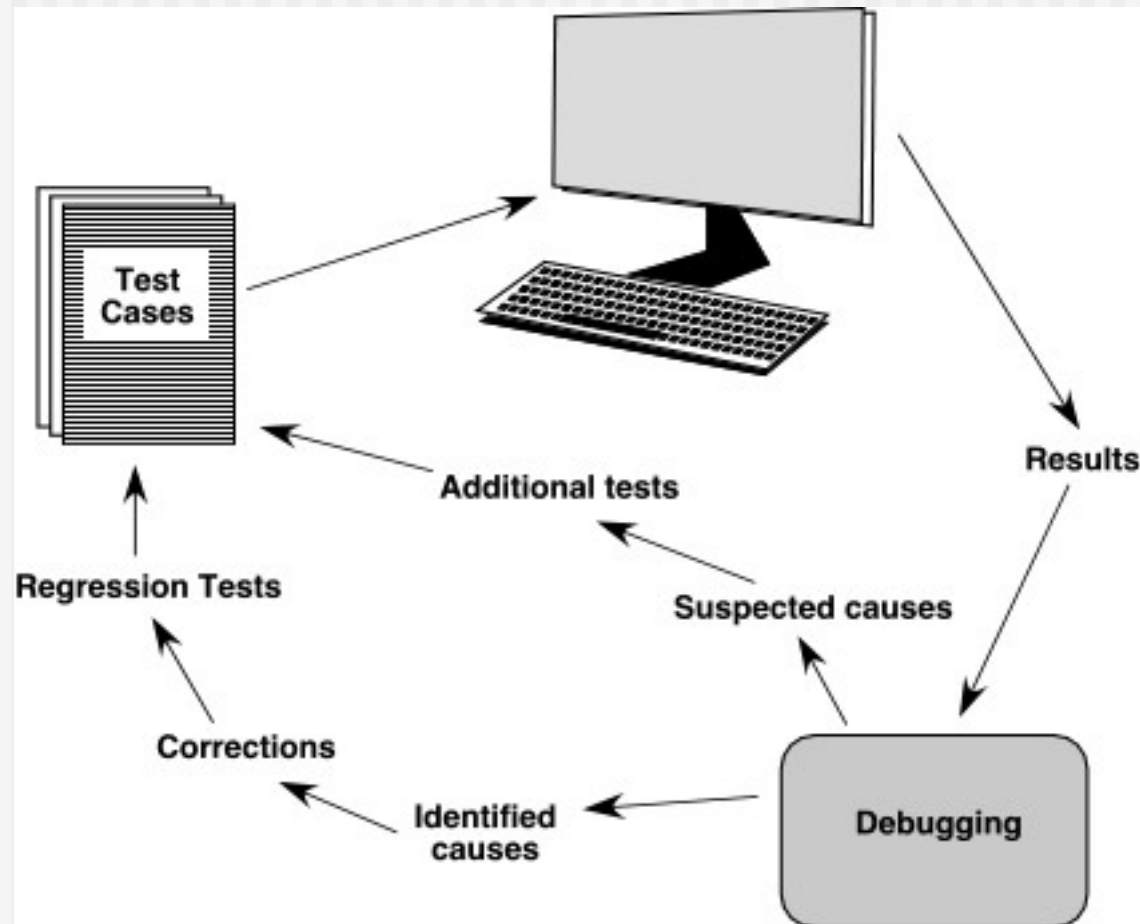 Test
Cases
Results
Additional tests
Regression Tests
Suspected causes
Corrections
Identified
causes
Debugging